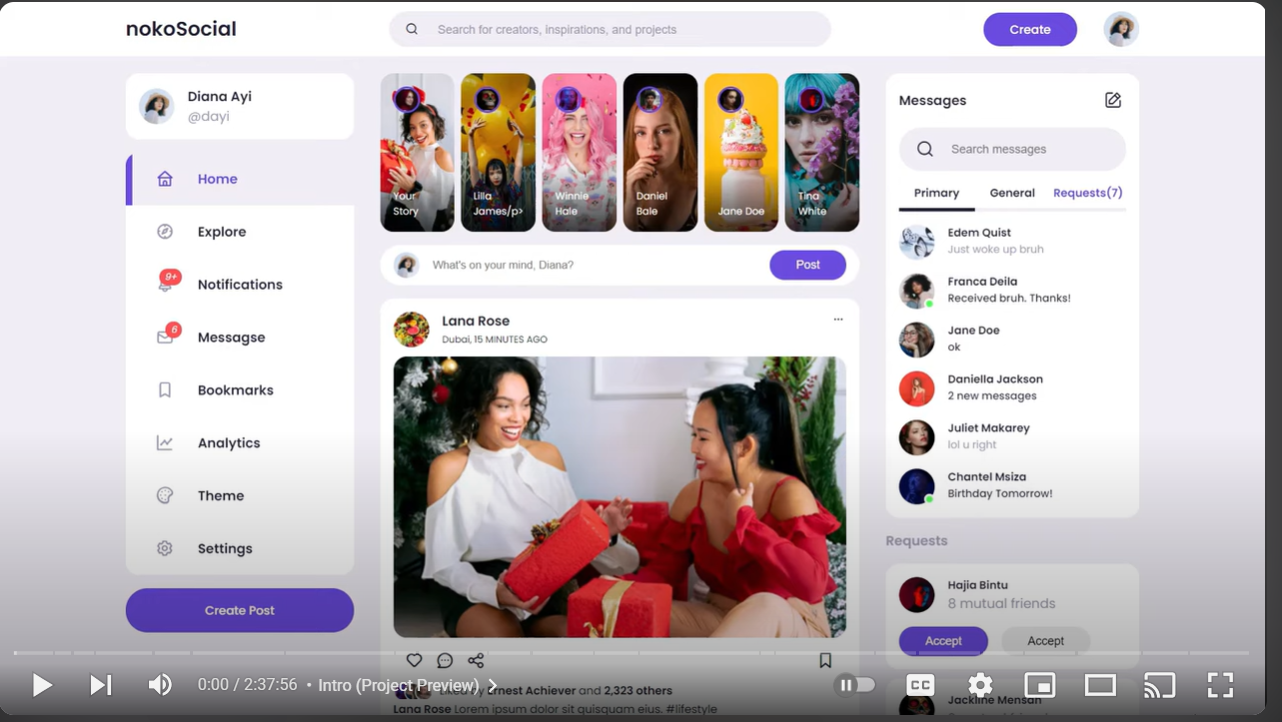 nokoSocial
Search for creators, inspirations, and projects
Create
Diana Ayi
@dayi
Home
Explore
9+
Notifications
6
Messagse
Bookmarks
Analytics
Theme
Settings
Create Post
Your
Story
Lilla
James/p>
Winnie
Hale
Daniel
Bale
Jane Doe
Tina
White
What's on your mind, Diana?
Post
Lana Rose
Dubai, 15 MINUTES AGO
Liked by Ernest Achiever and 2,323 others
Lana Rose Lorem ipsum dolor sit quisquam eius. #lifestyle
Messages
Search messages
Primary
General
Requests(7)
Edem Quist
Just woke up bruh
Franca Deila
Received bruh. Thanks!
Jane Doe
ok
Daniella Jackson
2 new messages
Juliet Makarey
lol u right
Chantel Msiza
Birthday Tomorrow!
Requests
Hajia Bintu
8 mutual friends
Accept
Accept
Jackline Mensah
0:00 / 2:37:56 • Intro (Project Preview)
CC